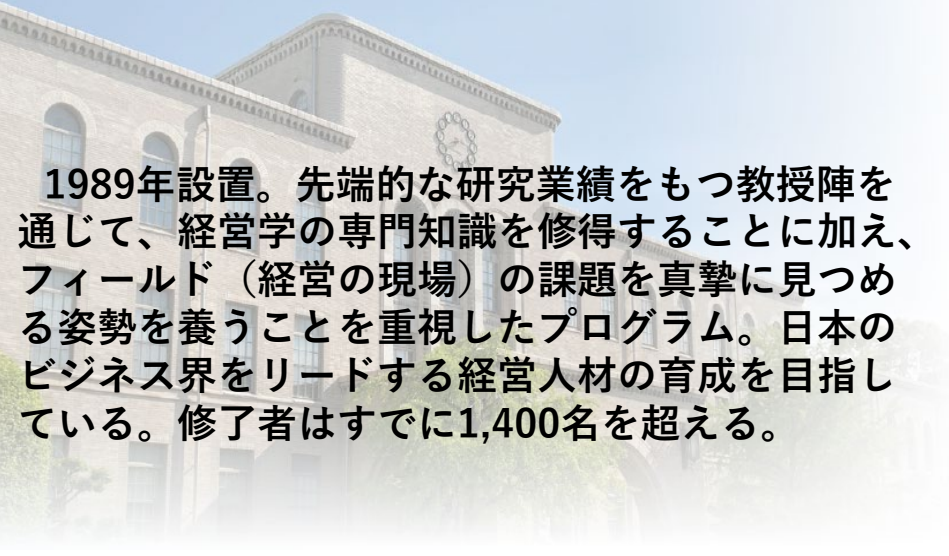 1989年設置。先端的な研究業績をもつ教授陣を
通じて、経営学の専門知識を修得することに加え、
フィールド（経営の現場）の課題を真摯に見つめ
る姿勢を養うことを重視したプログラム。日本の
ビジネス界をリードする経営人材の育成を目指し
ている。修了者はすでに1,400名を超える。